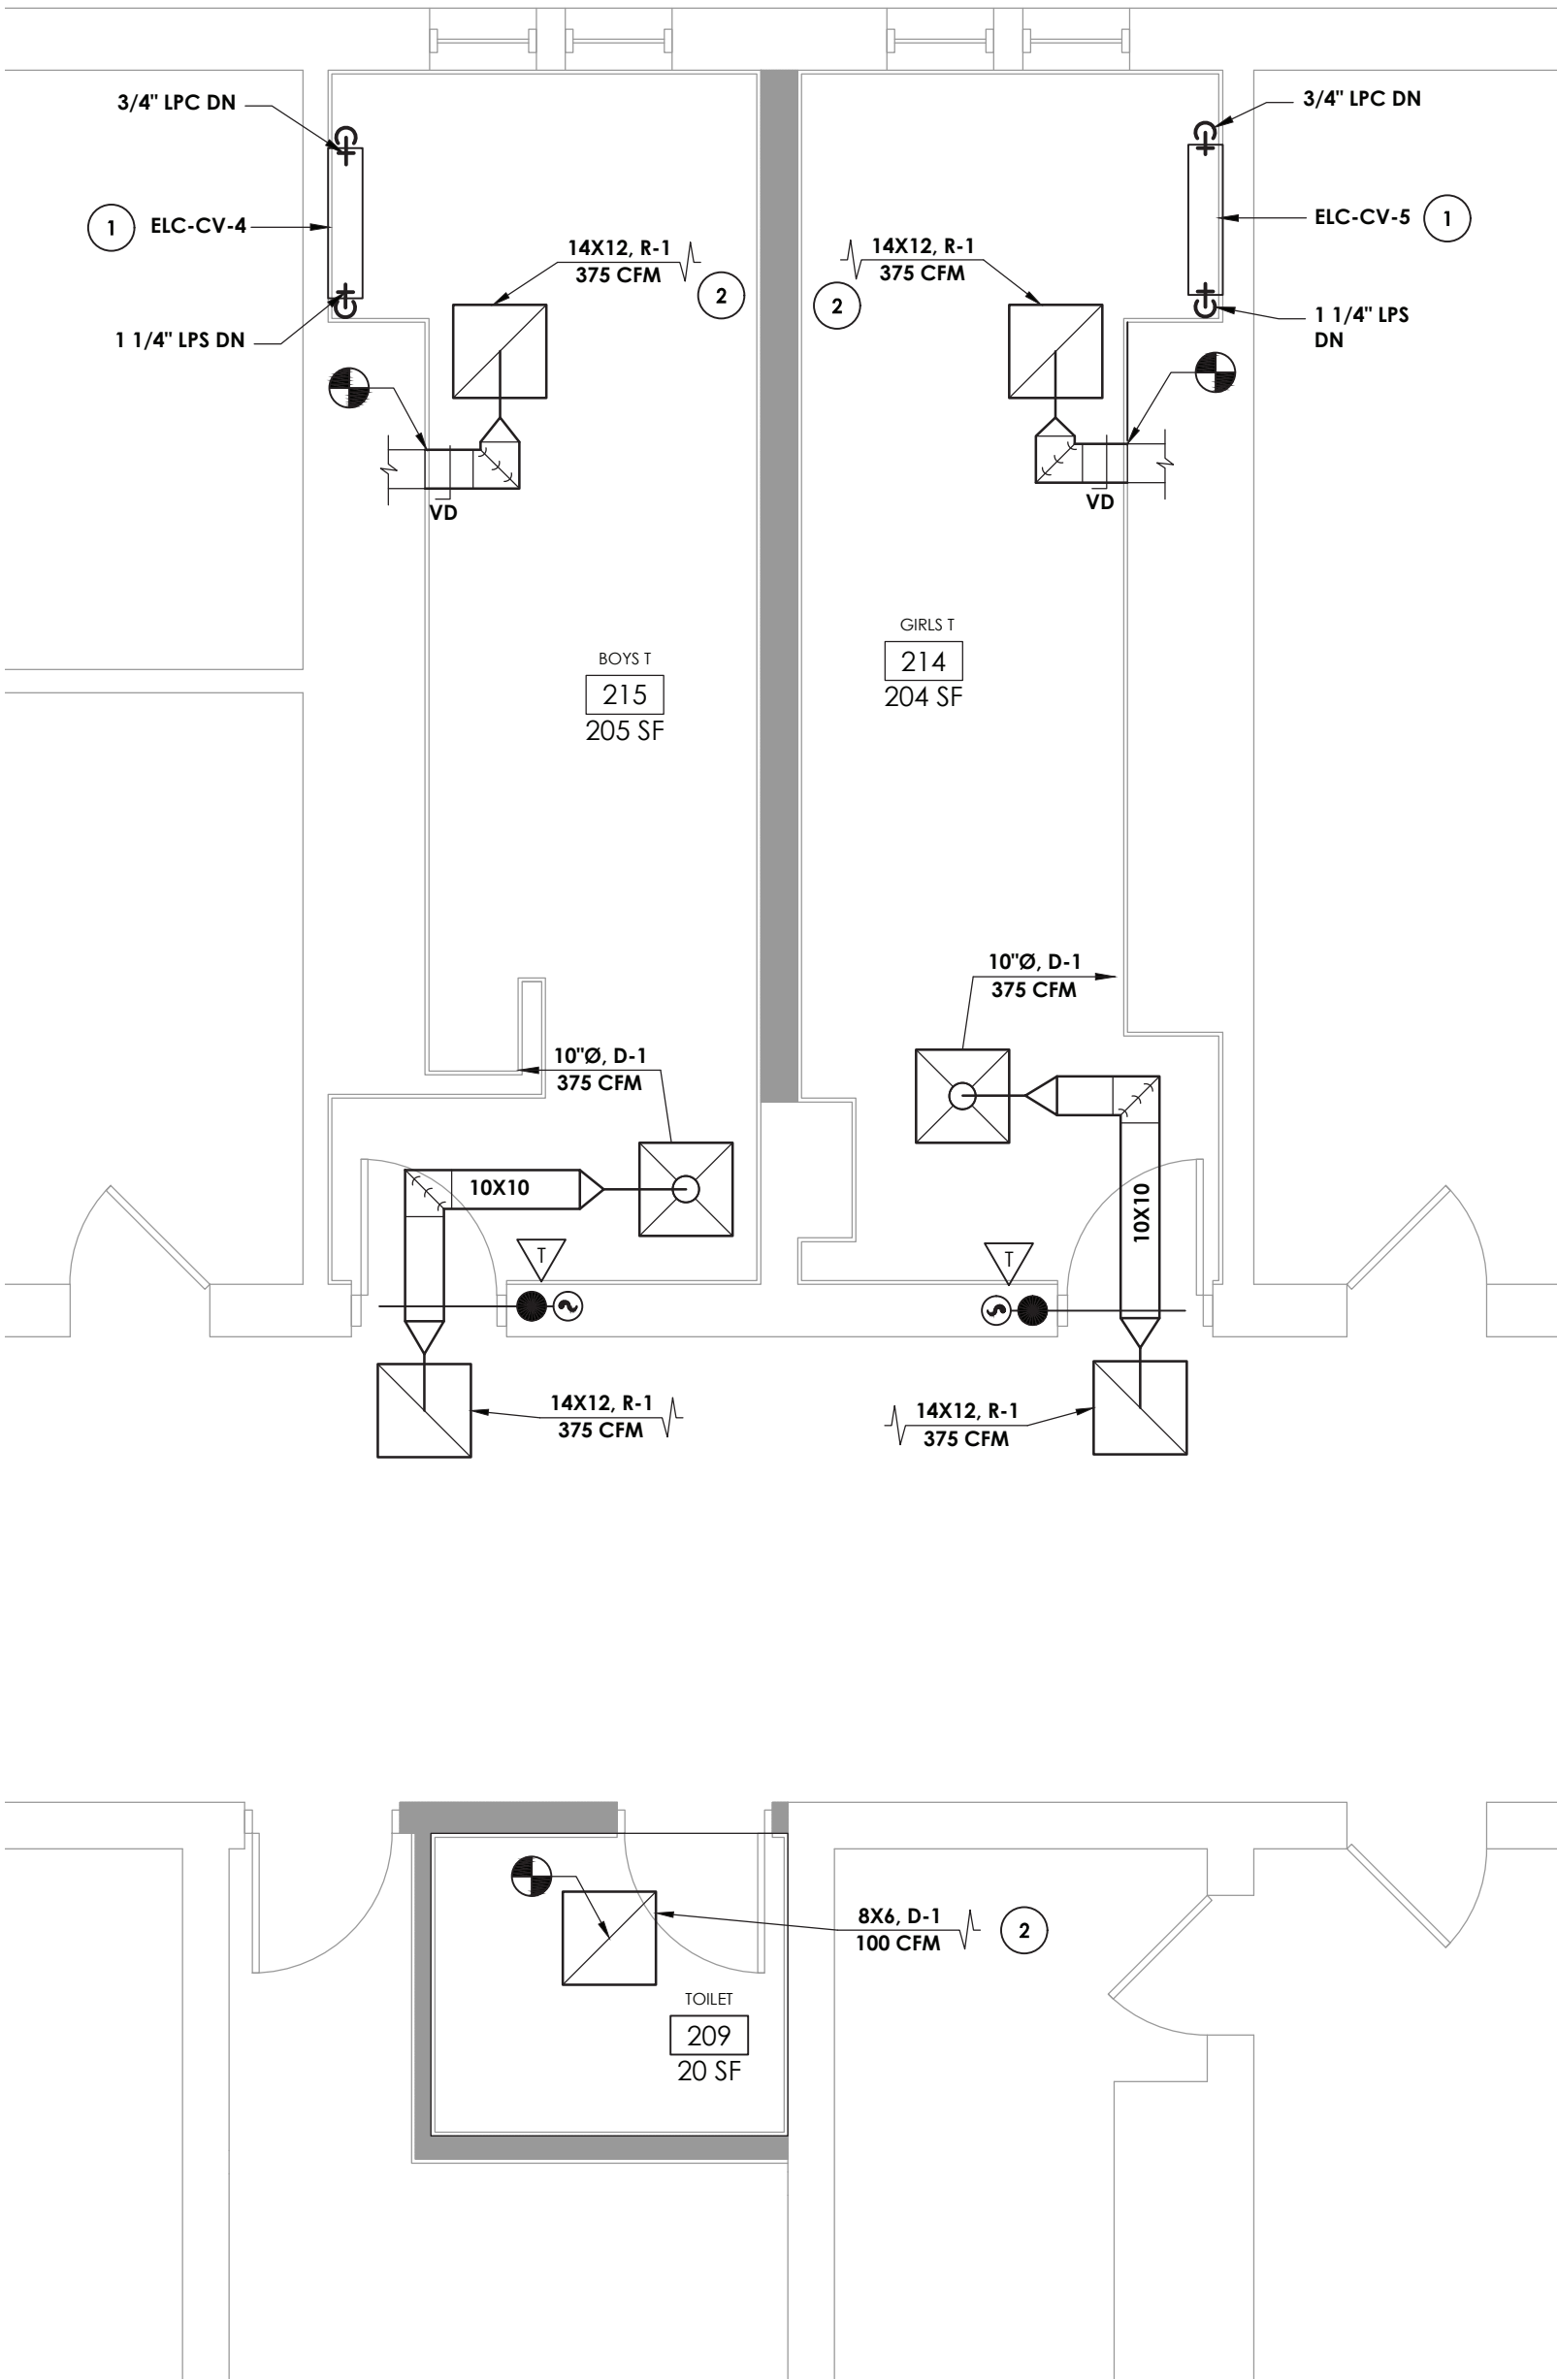 3/4" LPC DN
3/4" LPC DN
1
ELC-CV-4
ELC-CV-5
1
14X12, R-1
375 CFM
2
14X12, R-1
375 CFM
2
1 1/4" LPS DN
1 1/4" LPS
DN
VD
VD
BOYS T
215
205 SF
GIRLS T
214
204 SF
10"Ø, D-1
375 CFM
10"Ø, D-1
375 CFM
10X10
10X10
T
T
14X12, R-1
375 CFM
14X12, R-1
375 CFM
8X6, D-1
100 CFM
2
TOILET
209
20 SF